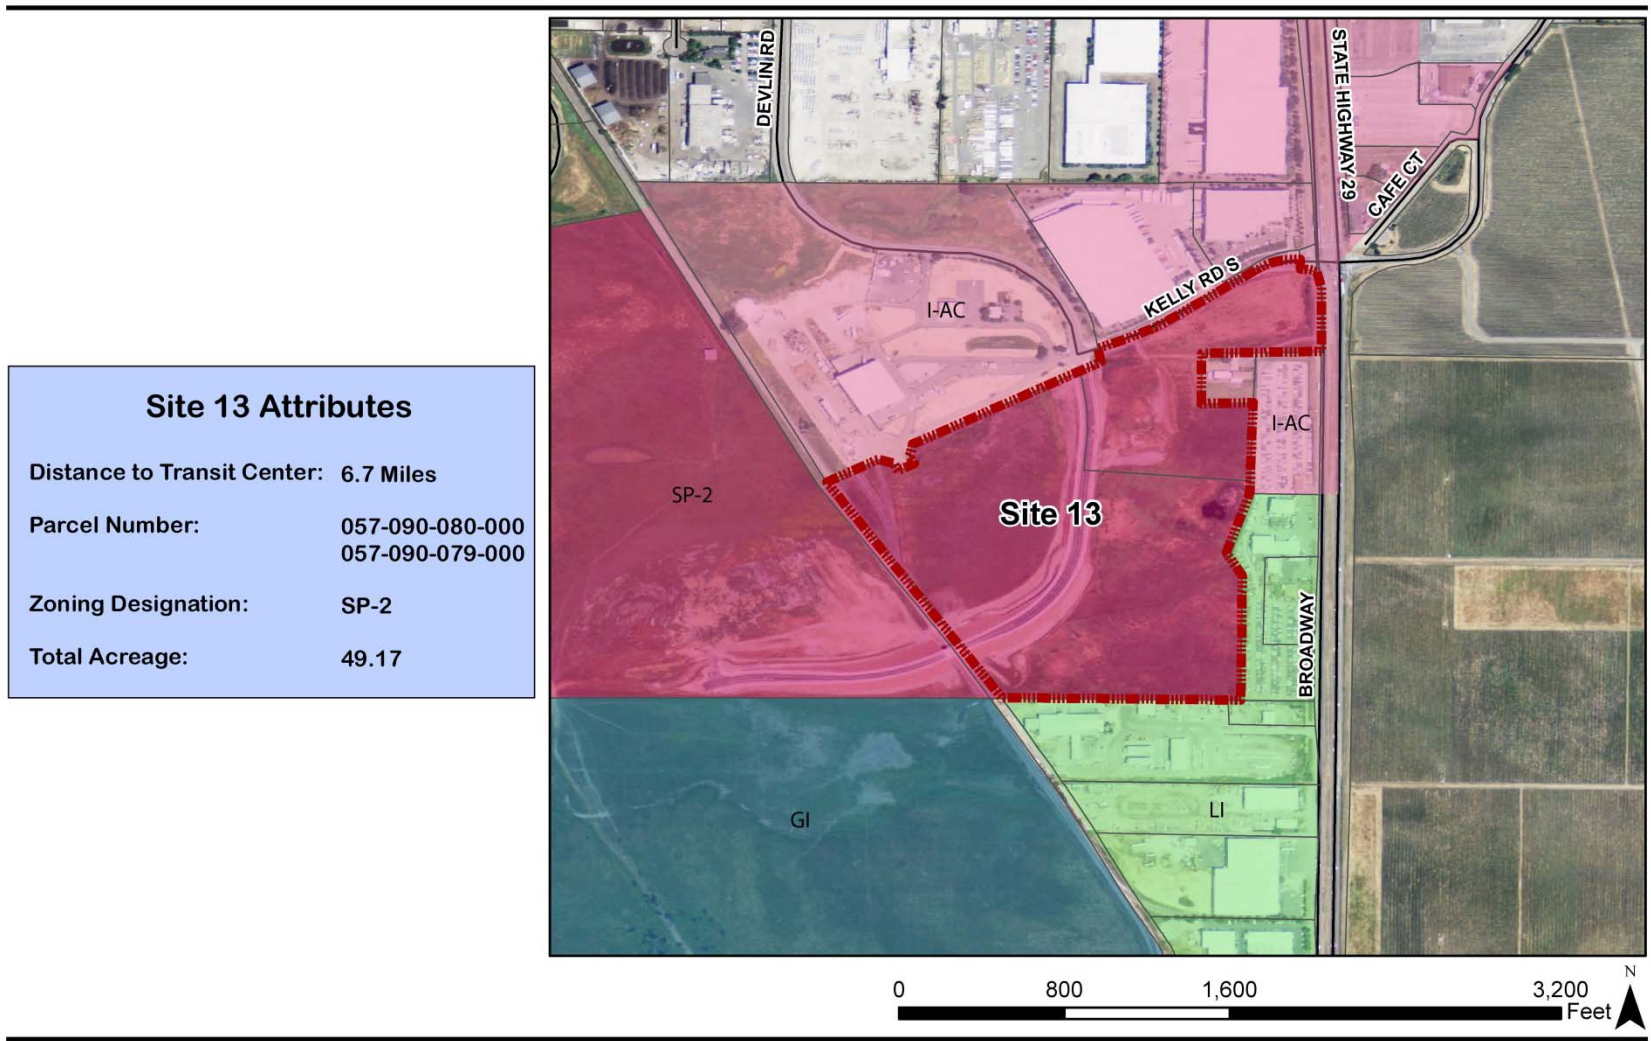 Site 13 Attributes
Distance to Transit Center: 6.7 Miles
Parcel Number: 057-090-080-000
057-090-079-000
Zoning Designation: SP-2
Total Acreage: 49.17
DEVLIN RD
STATE HIGHWAY 29
CAFE CT
KELLY RD S
I-AC
I-AC
SP-2
Site 13
BROADWAY
GI
LI
0 800 1,600 3,200
Feet
N